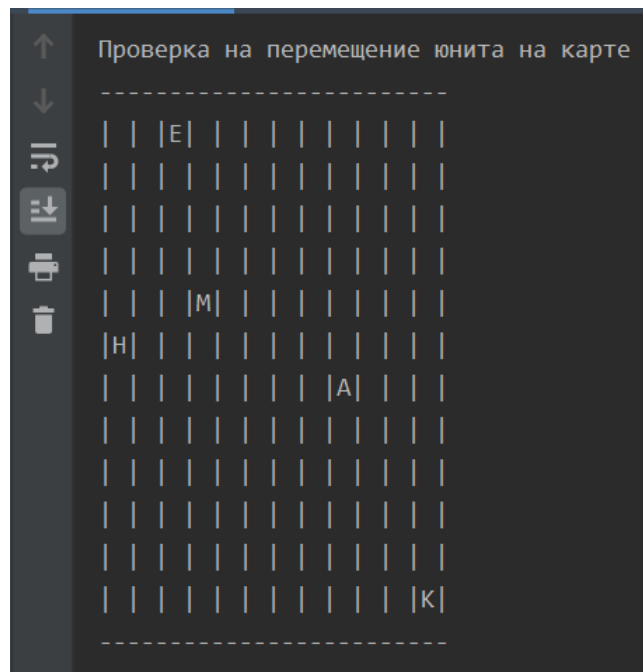 Проверка на перемещение юнита на карте
-------------------------
| | |E| | | | | | | | | |
| | | | | | | | | | | | |
| | | | | | | | | | | | |
| | | | | | | | | | | | |
| | | |M| | | | | | | | |
|H| | | | | | | | | | | |
| | | | | | | | |A| | | |
| | | | | | | | | | | | |
| | | | | | | | | | | | |
| | | | | | | | | | | | |
| | | | | | | | | | | | |
| | | | | | | | | | | |K|
-------------------------